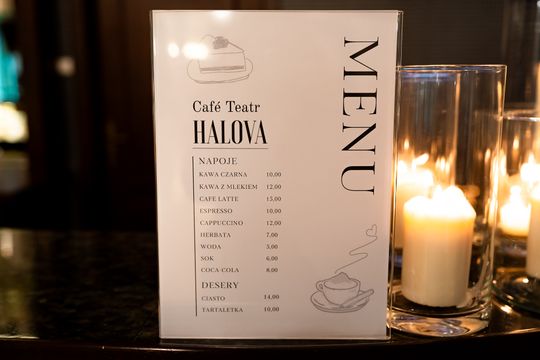 Café Teatr
HALOVA
MENU
NAPOJE
KAWA CZARNA 10,00
KAWA Z MLEKIEM 12,00
CAFE LATTE 15,00
ESPRESSO 10,00
CAPPUCCINO 12,00
HERBATA 7,00
WODA 5,00
SOK 6,00
COCA-COLA 8,00
DESERY
CIASTO 14,00
TARTALETKA 10,00